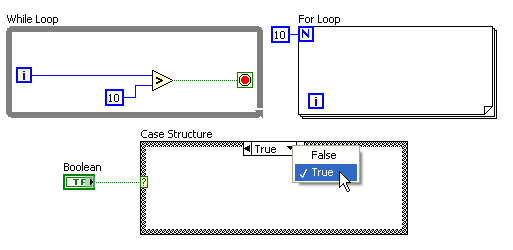 While Loop
For Loop
10 N
i
>
10
i
Case Structure
True
False
✓ True
Boolean
TF
?